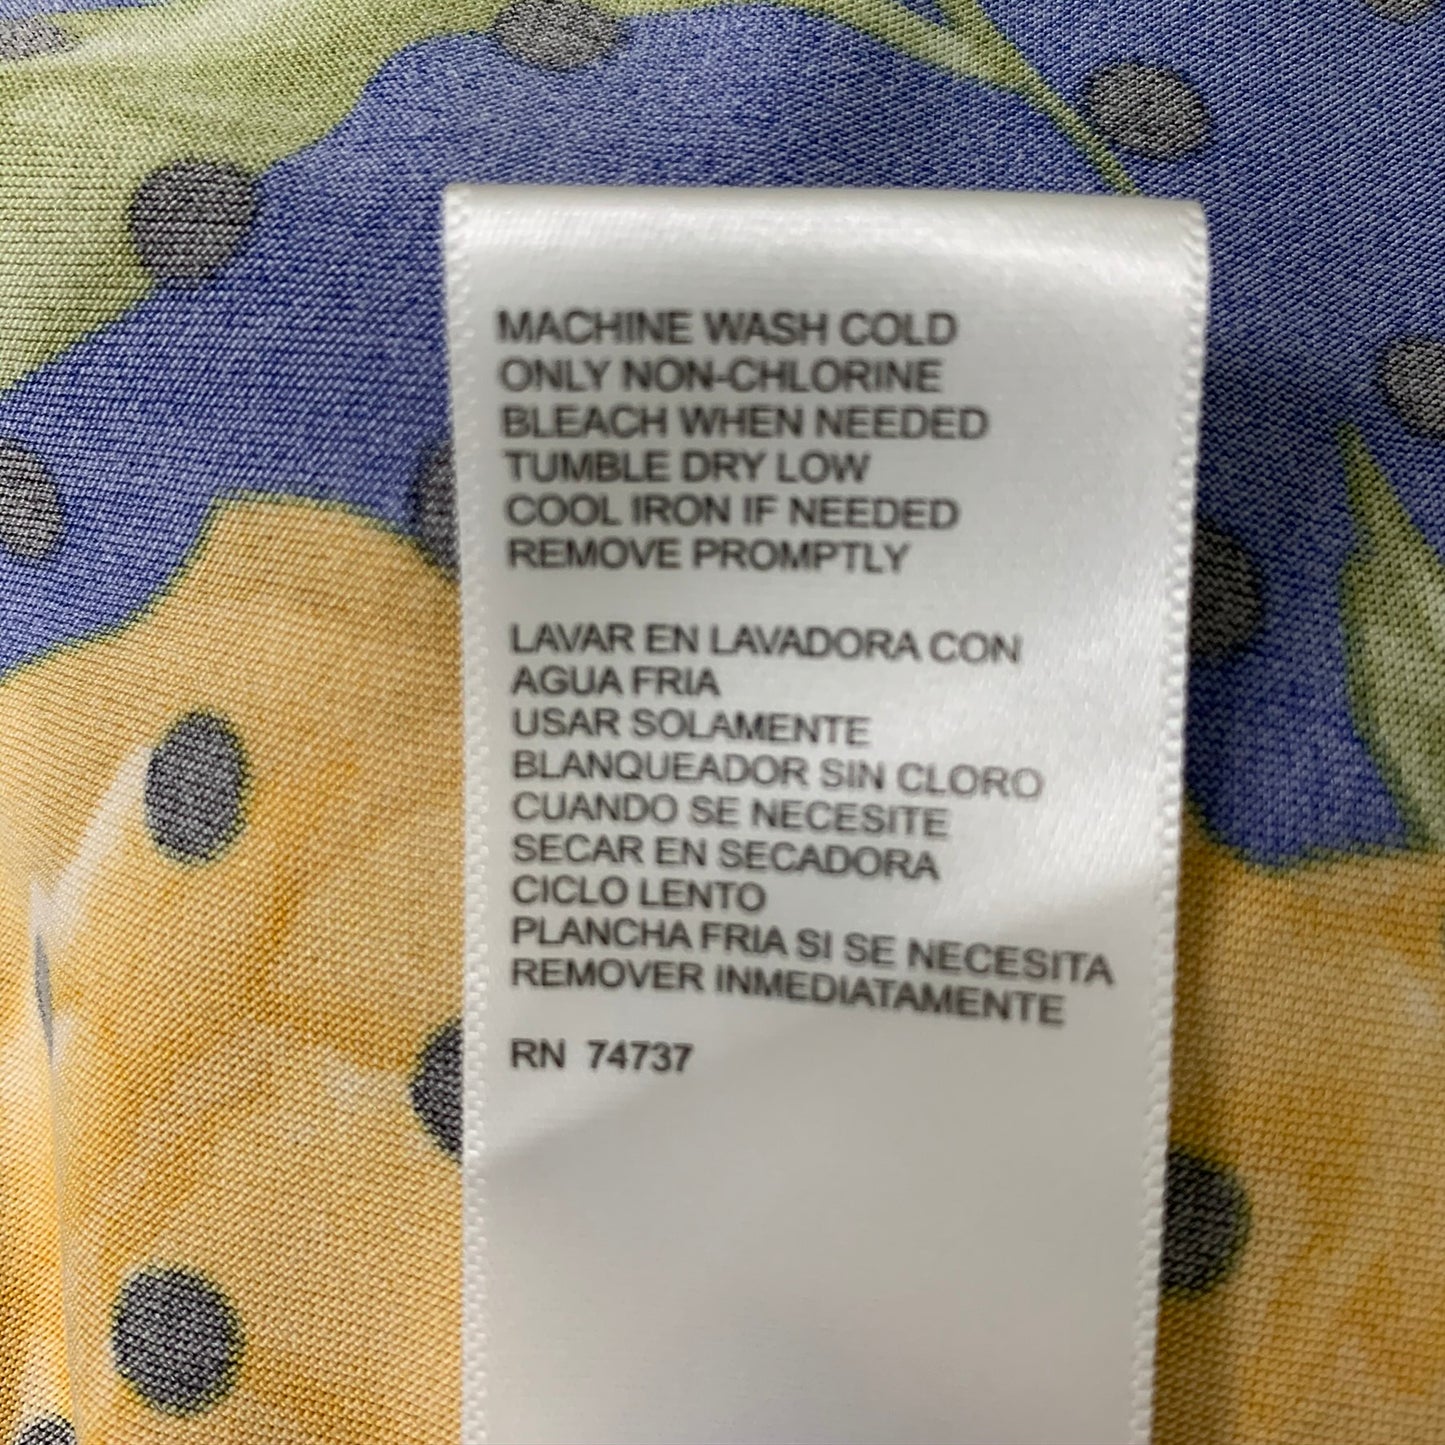 MACHINE WASH COLD
ONLY NON-CHLORINE
BLEACH WHEN NEEDED
TUMBLE DRY LOW
COOL IRON IF NEEDED
REMOVE PROMPTLY
LAVAR EN LAVADORA CON
AGUA FRIA
USAR SOLAMENTE
BLANQUEADOR SIN CLORO
CUANDO SE NECESITE
SECAR EN SECADORA
CICLO LENTO
PLANCHA FRIA SI SE NECESITA
REMOVER INMEDIATAMENTE
RN 74737